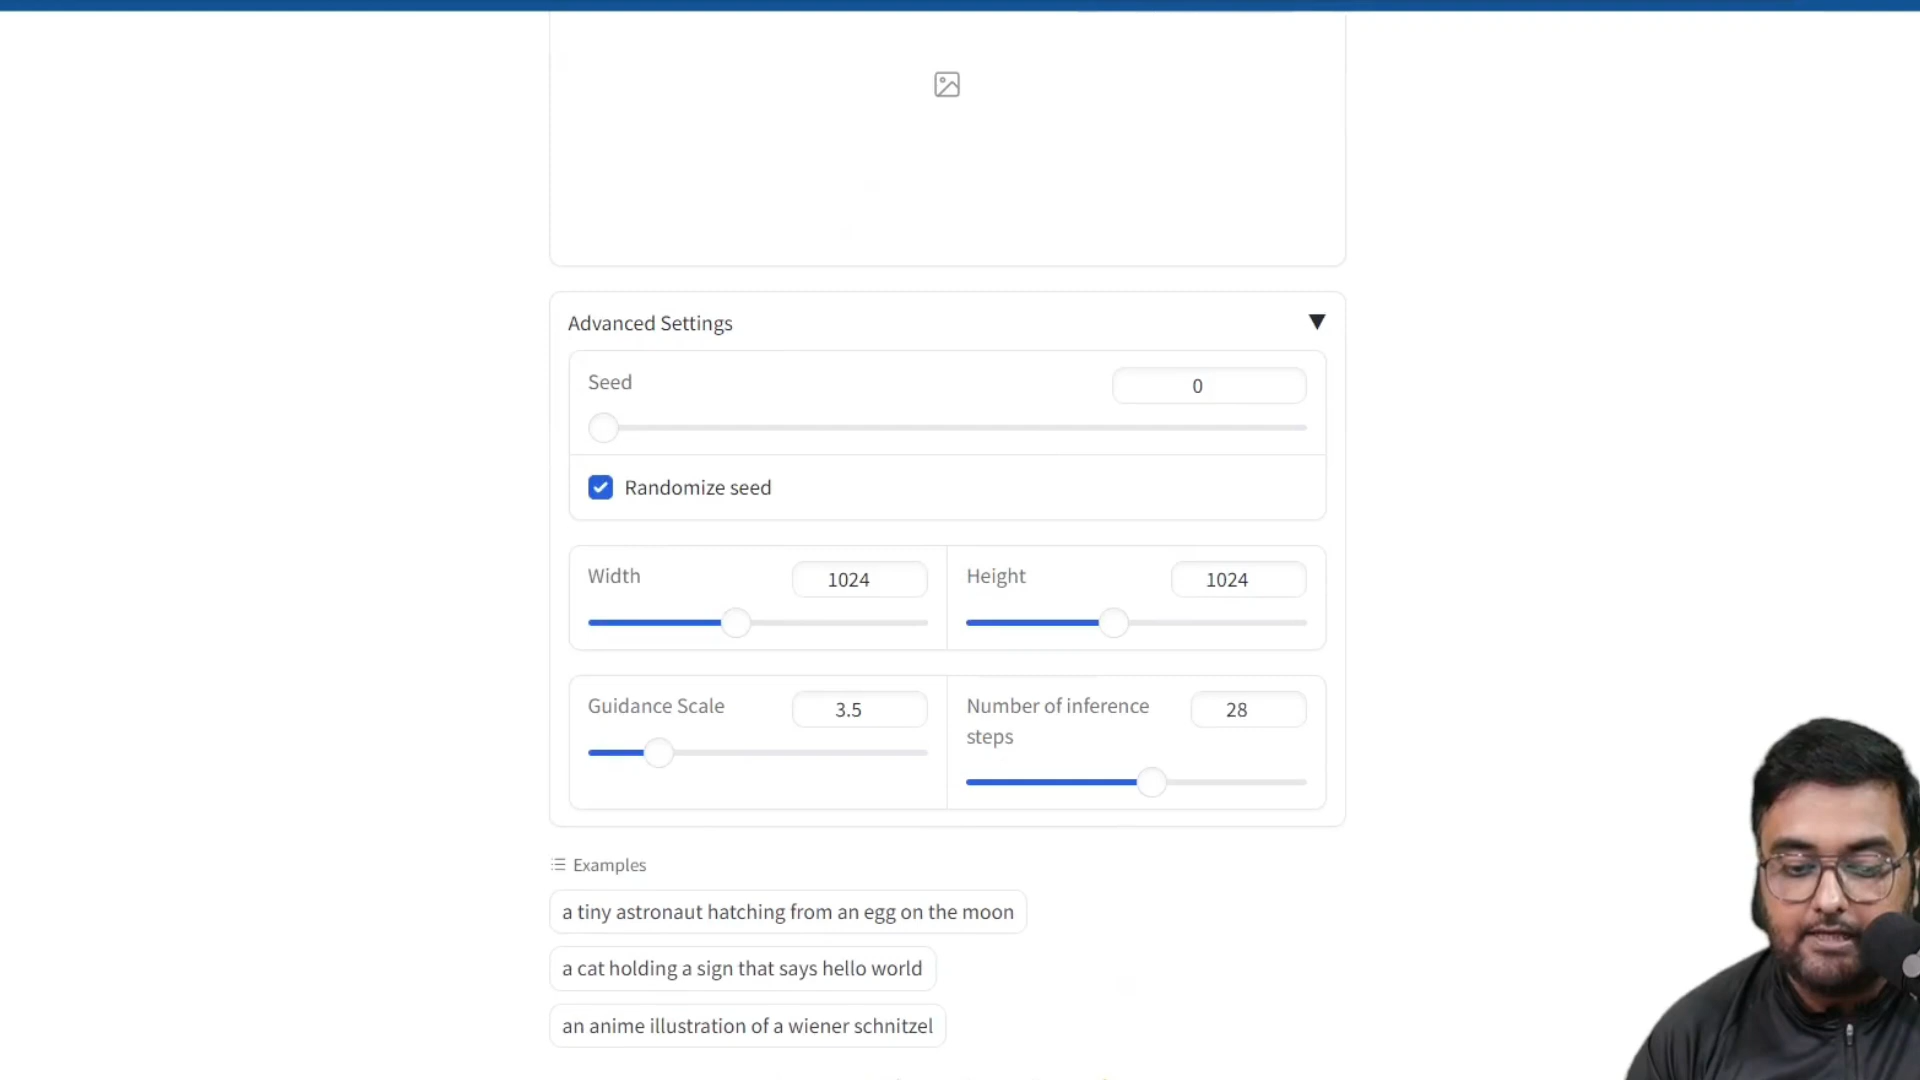 Advanced Settings ▼
Seed 0
Randomize seed
Width 1024 Height 1024
Guidance Scale 3.5 Number of inference 28
steps
Examples
a tiny astronaut hatching from an egg on the moon
a cat holding a sign that says hello world
an anime illustration of a wiener schnitzel